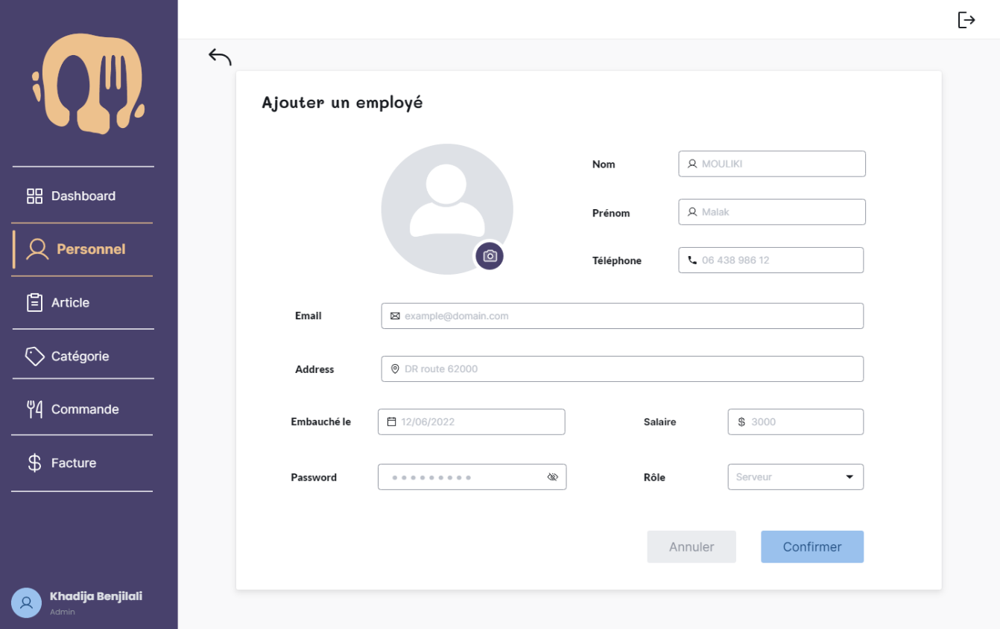 Dashboard
Personnel
Article
Catégorie
Commande
Facture
Khadija Benjilali
Admin
Ajouter un employé
Nom
MOULIKI
Prénom
Malak
Téléphone
06 438 986 12
Email
example@domain.com
Address
DR route 62000
Embauché le
12/06/2022
Salaire
$ 3000
Password
Rôle
Serveur
Annuler
Confirmer